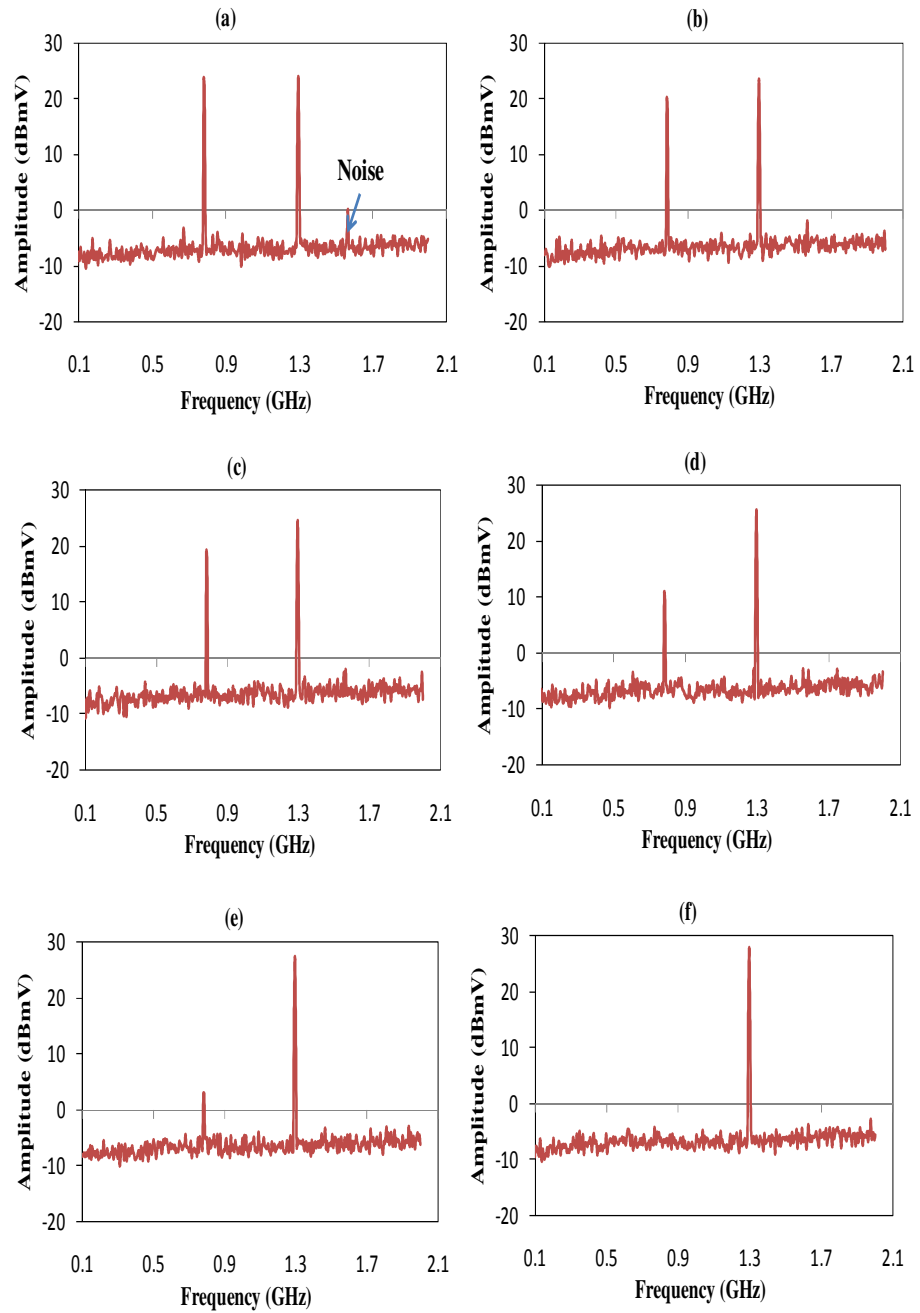 (a)
30
20
10
0
-10
-20
Amplitude (dBmV)
Noise
0.1 0.5 0.9 1.3 1.7 2.1
Frequency (GHz)
(b)
30
20
10
0
-10
-20
Amplitude (dBmV)
0.1 0.5 0.9 1.3 1.7 2.1
Frequency (GHz)
(c)
30
20
10
0
-10
-20
Amplitude (dBmV)
0.1 0.5 0.9 1.3 1.7 2.1
Frequency (GHz)
(d)
30
20
10
0
-10
-20
Amplitude (dBmV)
0.1 0.5 0.9 1.3 1.7 2.1
Frequency (GHz)
(e)
30
20
10
0
-10
-20
Amplitude (dBmV)
0.1 0.5 0.9 1.3 1.7 2.1
Frequency (GHz)
(f)
30
20
10
0
-10
-20
Amplitude (dBmV)
0.1 0.5 0.9 1.3 1.7 2.1
Frequency (GHz)